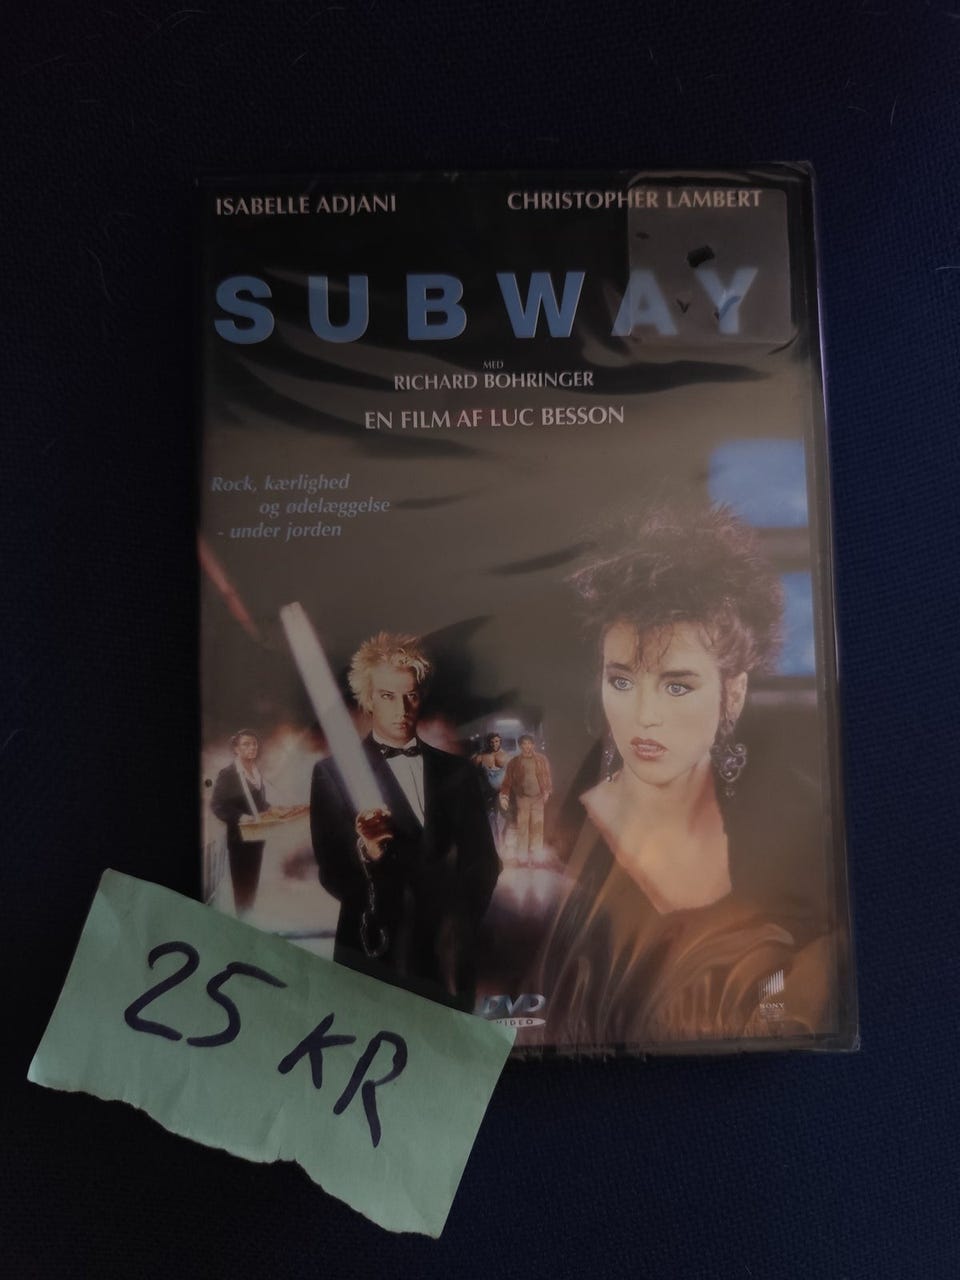 ISABELLE ADJANI
CHRISTOPHER LAMBERT
SUBWAY
MED
RICHARD BOHRINGER
EN FILM AF LUC BESSON
Rock, kærlighed
og ødelæggelse
- under jorden
DVD
VIDEO
SONY
25 KR